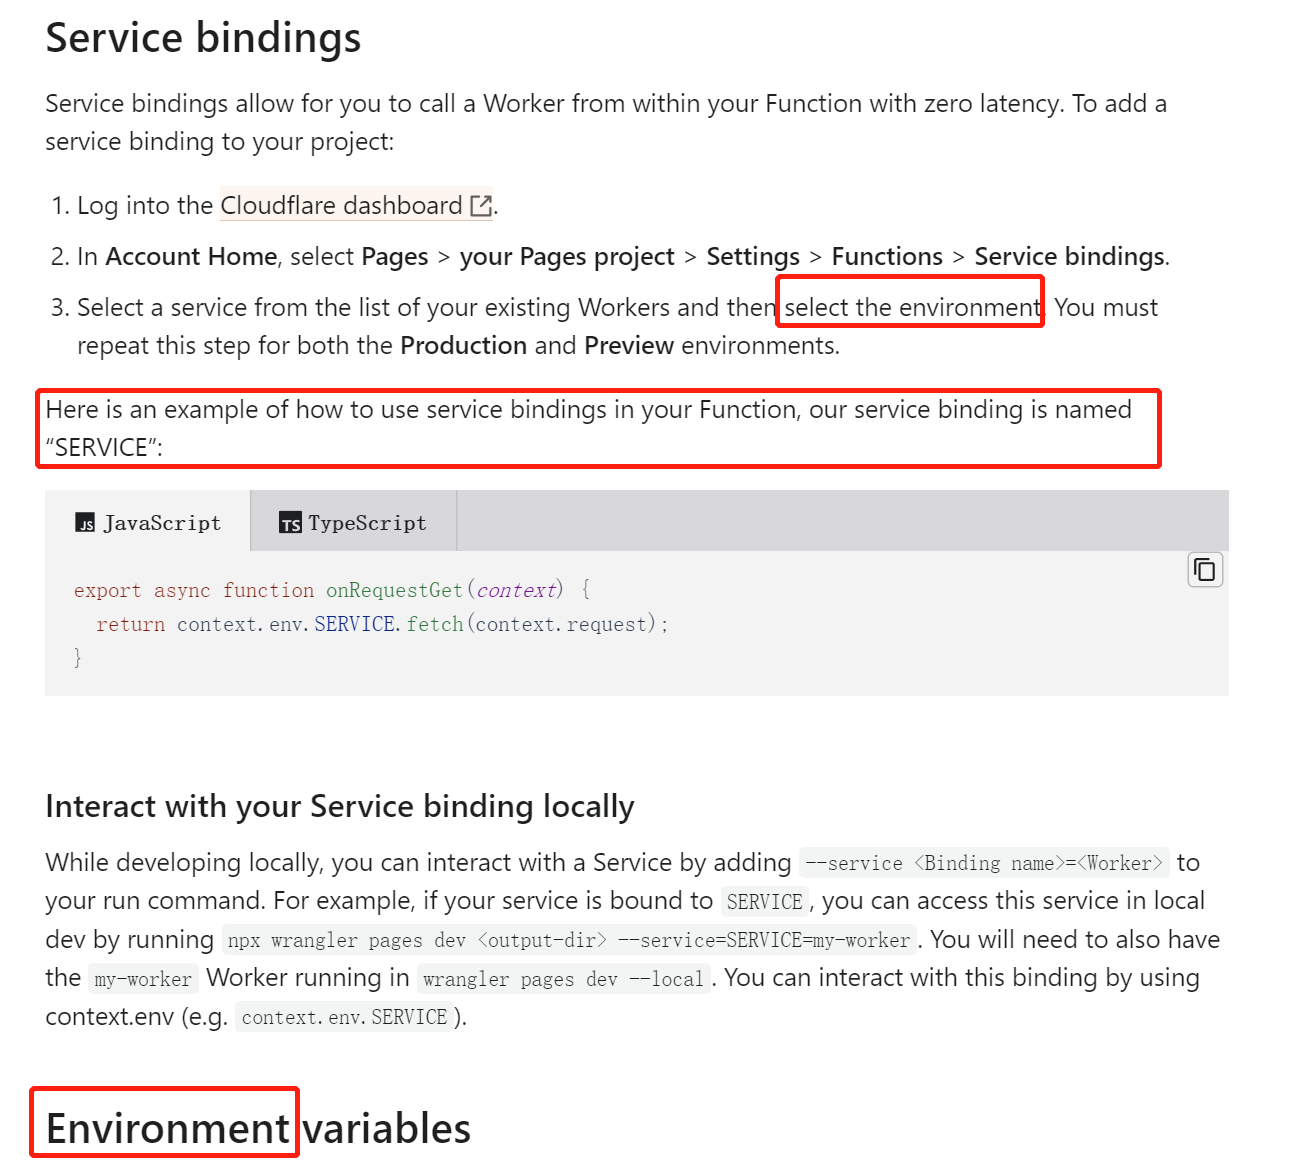 Service bindings
Service bindings allow for you to call a Worker from within your Function with zero latency. To add a
service binding to your project:
1. Log into the Cloudflare dashboard.
2. In Account Home, select Pages > your Pages project > Settings > Functions > Service bindings.
3. Select a service from the list of your existing Workers and then select the environment. You must
repeat this step for both the Production and Preview environments.
Here is an example of how to use service bindings in your Function, our service binding is named
“SERVICE”:
JS JavaScript TS TypeScript
export async function onRequestGet(context) {
return context.env.SERVICE.fetch(context.request);
}
Interact with your Service binding locally
While developing locally, you can interact with a Service by adding --service <Binding name>=<Worker> to
your run command. For example, if your service is bound to SERVICE, you can access this service in local
dev by running npx wrangler pages dev <output-dir> --service=SERVICE=my-worker. You will need to also have
the my-worker Worker running in wrangler pages dev --local. You can interact with this binding by using
context.env (e.g. context.env.SERVICE).
Environment variables